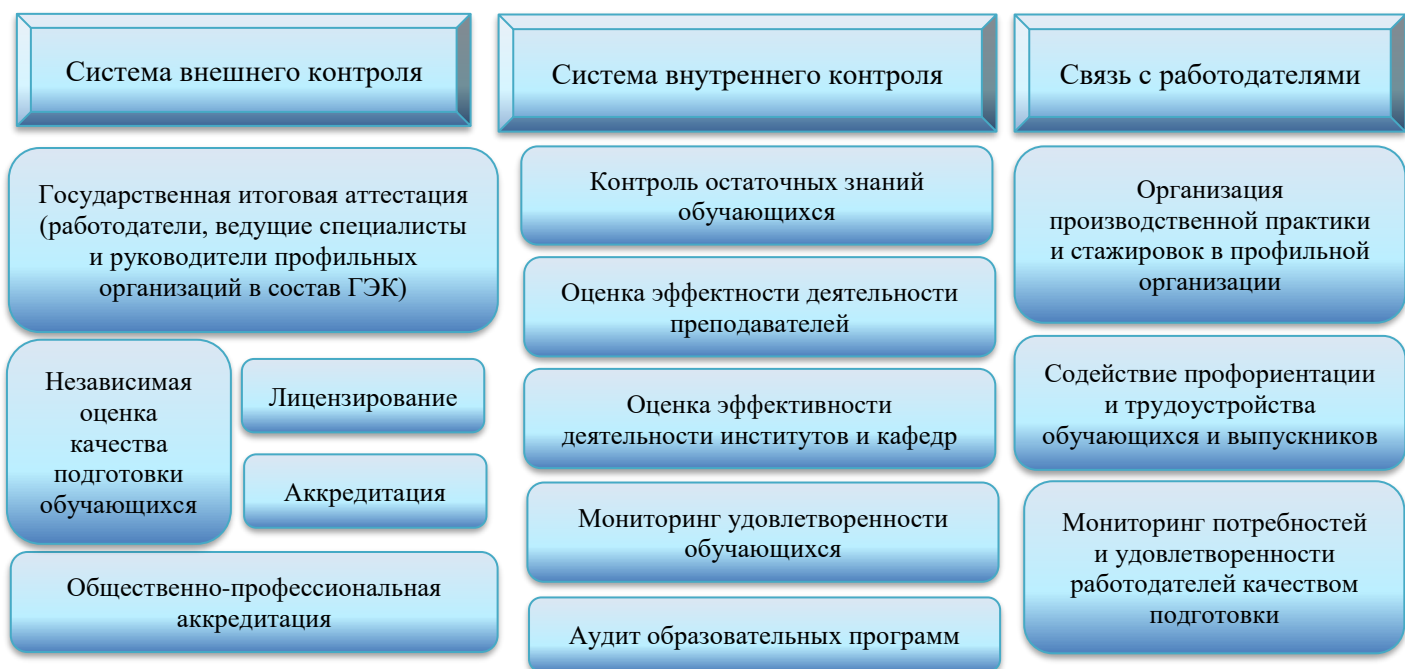 Система внешнего контроля
Система внутреннего контроля
Связь с работодателями
Государственная итоговая аттестация
(работодатели, ведущие специалисты
и руководители профильных
организаций в состав ГЭК)
Независимая
оценка
качества
подготовки
обучающихся
Лицензирование
Аккредитация
Общественно-профессиональная
аккредитация
Контроль остаточных знаний
обучающихся
Оценка эффектности деятельности
преподавателей
Оценка эффективности
деятельности институтов и кафедр
Мониторинг удовлетворенности
обучающихся
Аудит образовательных программ
Организация
производственной практики
и стажировок в профильной
организации
Содействие профориентации
и трудоустройства
обучающихся и выпускников
Мониторинг потребностей
и удовлетворенности
работодателей качеством
подготовки